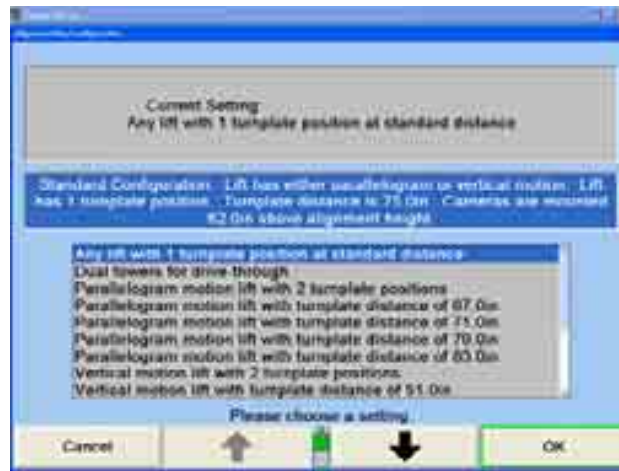 Current Setting:
Any lift with 1 turnplate position at standard distance
Standard Configuration. Lift has either parallelogram or vertical motion. Lift
has 1 turnplate position. Turnplate distance is 75.0in. Cameras are mounted
62.0in above alignment height.
Any lift with 1 turnplate position at standard distance
Dual towers for drive-through
Parallelogram motion lift with 2 turnplate positions
Parallelogram motion lift with turnplate distance of 67.0in
Parallelogram motion lift with turnplate distance of 71.0in
Parallelogram motion lift with turnplate distance of 79.0in
Parallelogram motion lift with turnplate distance of 83.0in
Vertical motion lift with 2 turnplate positions
Vertical motion lift with turnplate distance of 51.0in
Please choose a setting
Cancel
OK